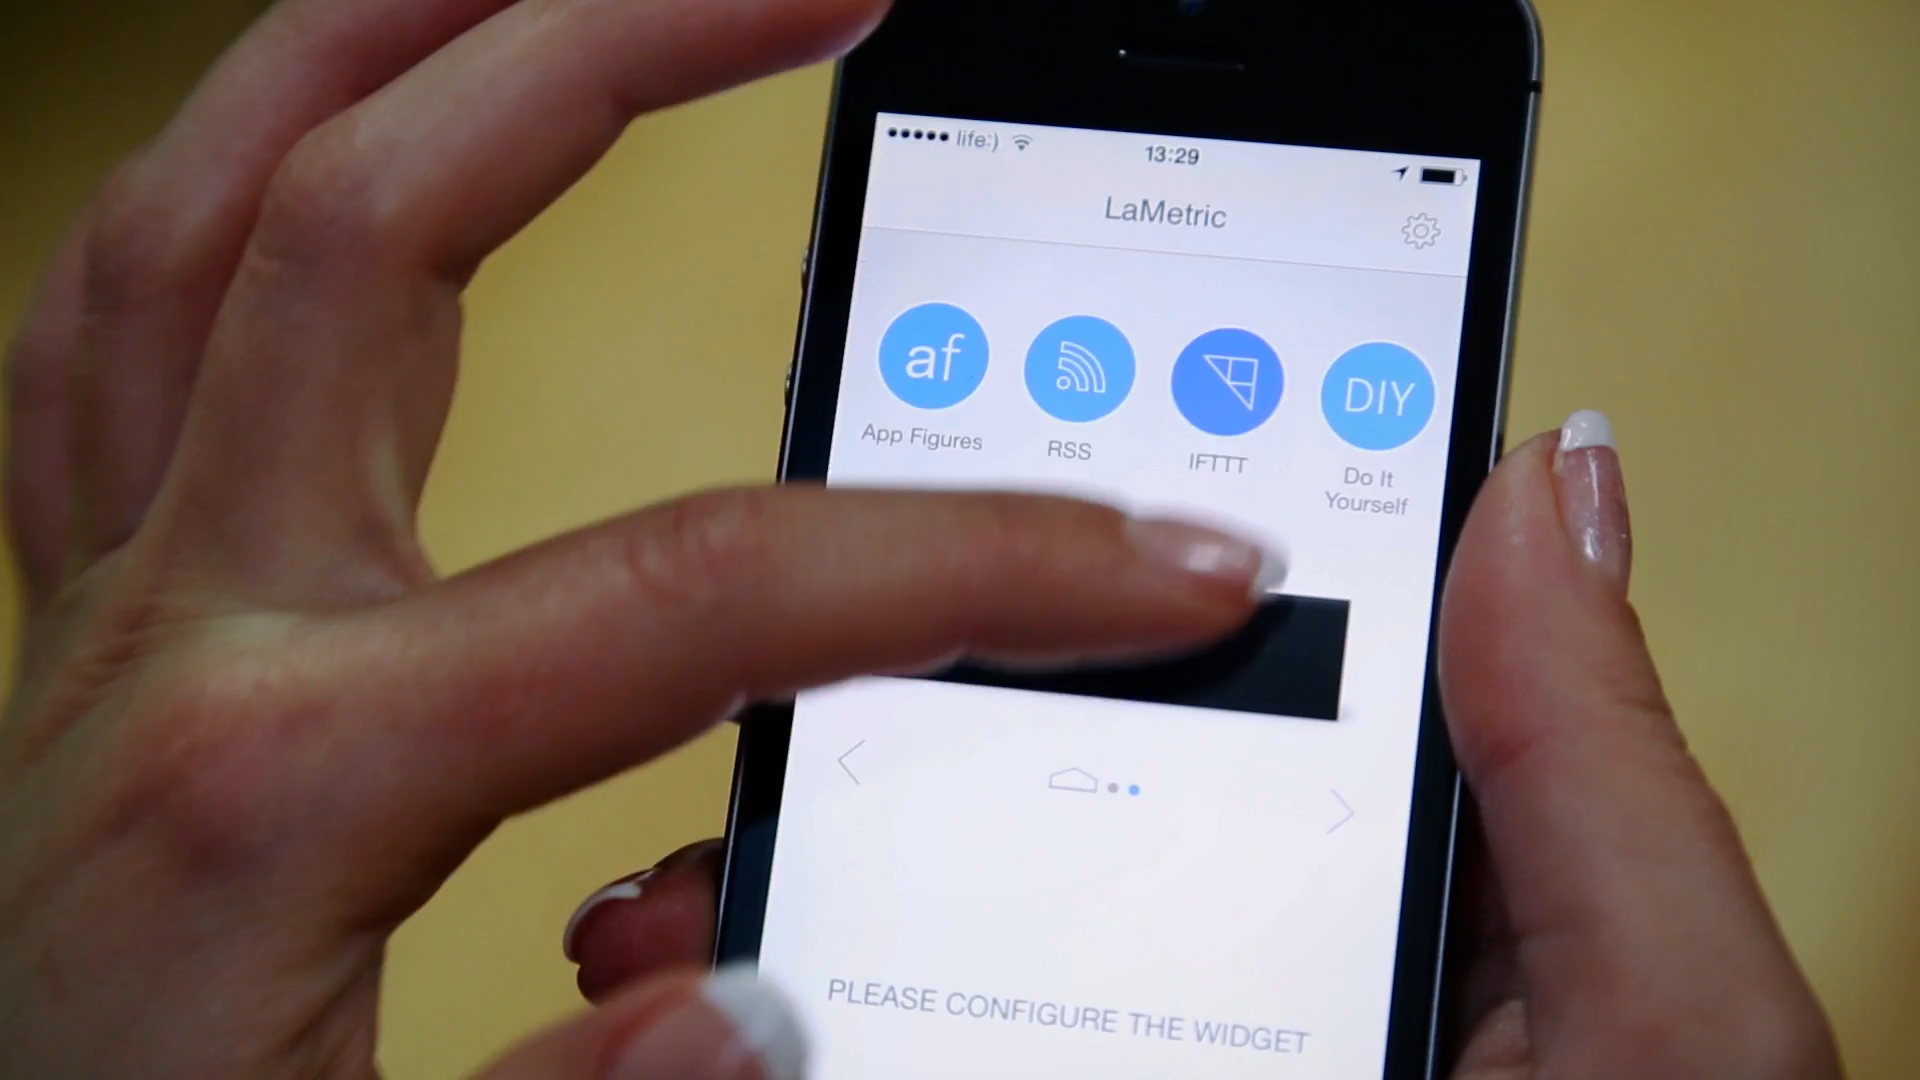 life:)
13:29
LaMetric
af
DIY
App Figures
RSS
IFTTT
Do It
Yourself
PLEASE CONFIGURE THE WIDGET